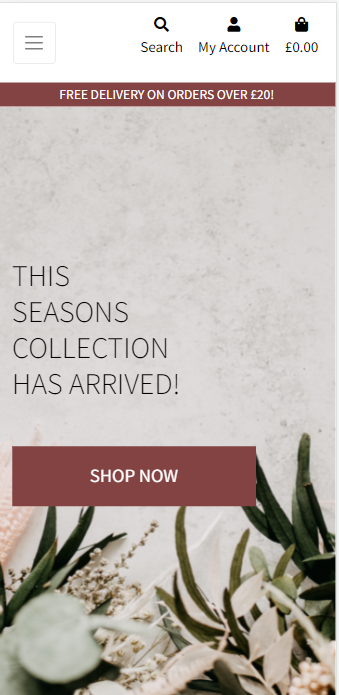 Search My Account £0.00
FREE DELIVERY ON ORDERS OVER £20!
THIS
SEASONS
COLLECTION
HAS ARRIVED!
SHOP NOW